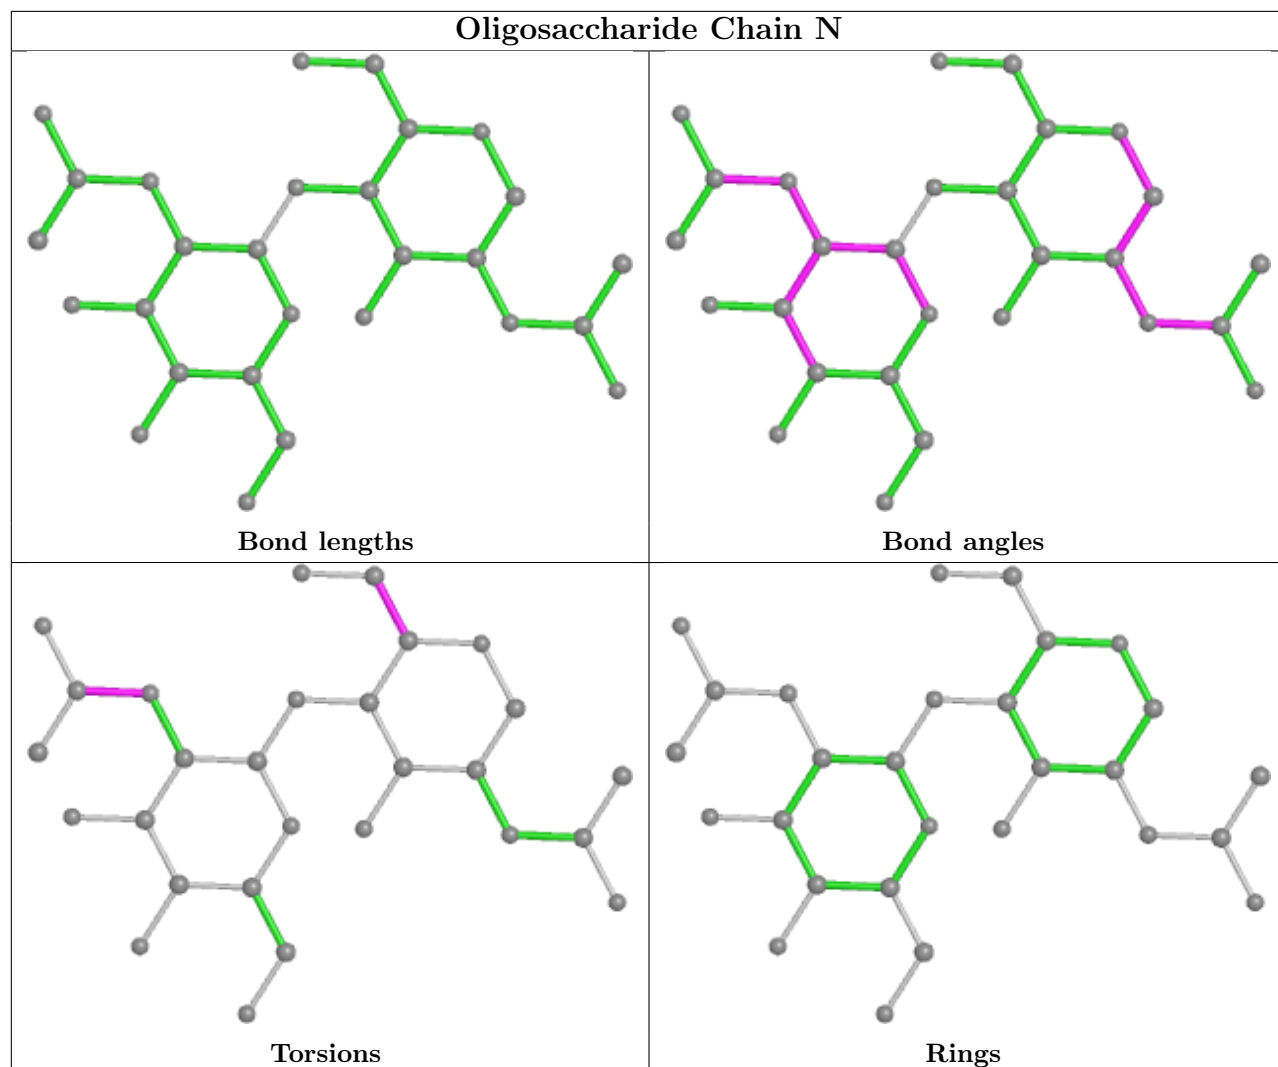 Oligosaccharide Chain N
Bond lengths
Bond angles
Torsions
Rings